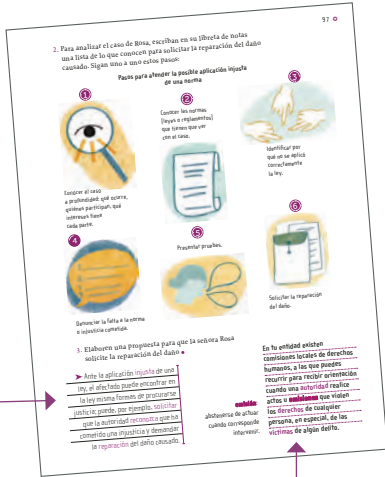 97
2. Para analizar el caso de Rosa, escriban en su libreta de notas
una lista de lo que conocen para solicitar la reparación del daño
causado. Sigan uno a uno estos pasos:
Pasos para atender la posible aplicación injusta
de una norma
1
Conocer el caso
a profundidad: qué ocurre,
quiénes participan, qué
intereses tiene
cada parte.
2
Conocer las normas
(leyes o reglamentos)
que tienen que ver
con el caso.
3
Identificar por
qué no se aplicó
correctamente
la ley.
4
Denunciar la falta a la norma
o injusticia cometida.
5
Presentar pruebas.
6
Solicitar la reparación
del daño.
3. Elaboren una propuesta para que la señora Rosa
solicite la reparación del daño
Ante la aplicación injusta de una
ley, el afectado puede encontrar en
la ley misma formas de procurarse
justicia; puede, por ejemplo, solicitar
que la autoridad reconozca que ha
cometido una injusticia y demandar
la reparación del daño causado.
omisión:
abstenerse de actuar
cuando corresponde
intervenir.
En tu entidad existen
comisiones locales de derechos
humanos, a las que puedes
recurrir para recibir orientación
cuando una autoridad realice
actos u omisiones que violen
los derechos de cualquier
persona, en especial, de las
víctimas de algún delito.